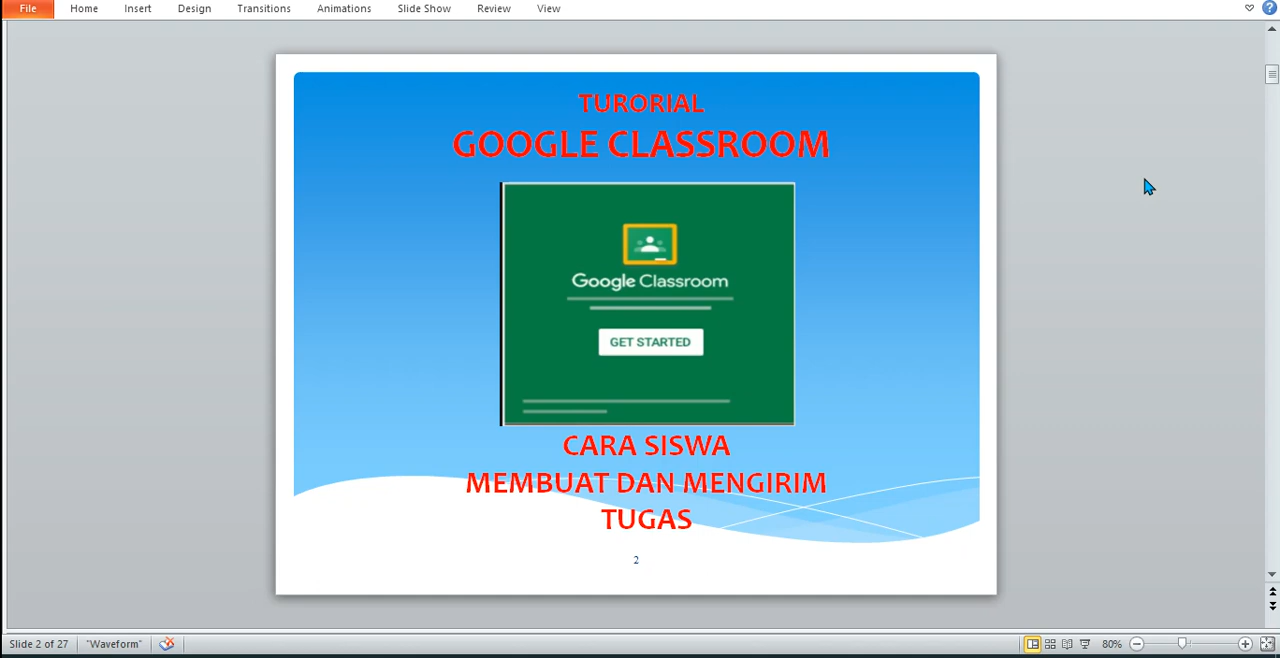 File Home Insert Design Transitions Animations Slide Show Review View
TURORIAL
GOOGLE CLASSROOM
Google Classroom
GET STARTED
CARA SISWA
MEMBUAT DAN MENGIRIM
TUGAS
2
Slide 2 of 27 "Waveform" 80%